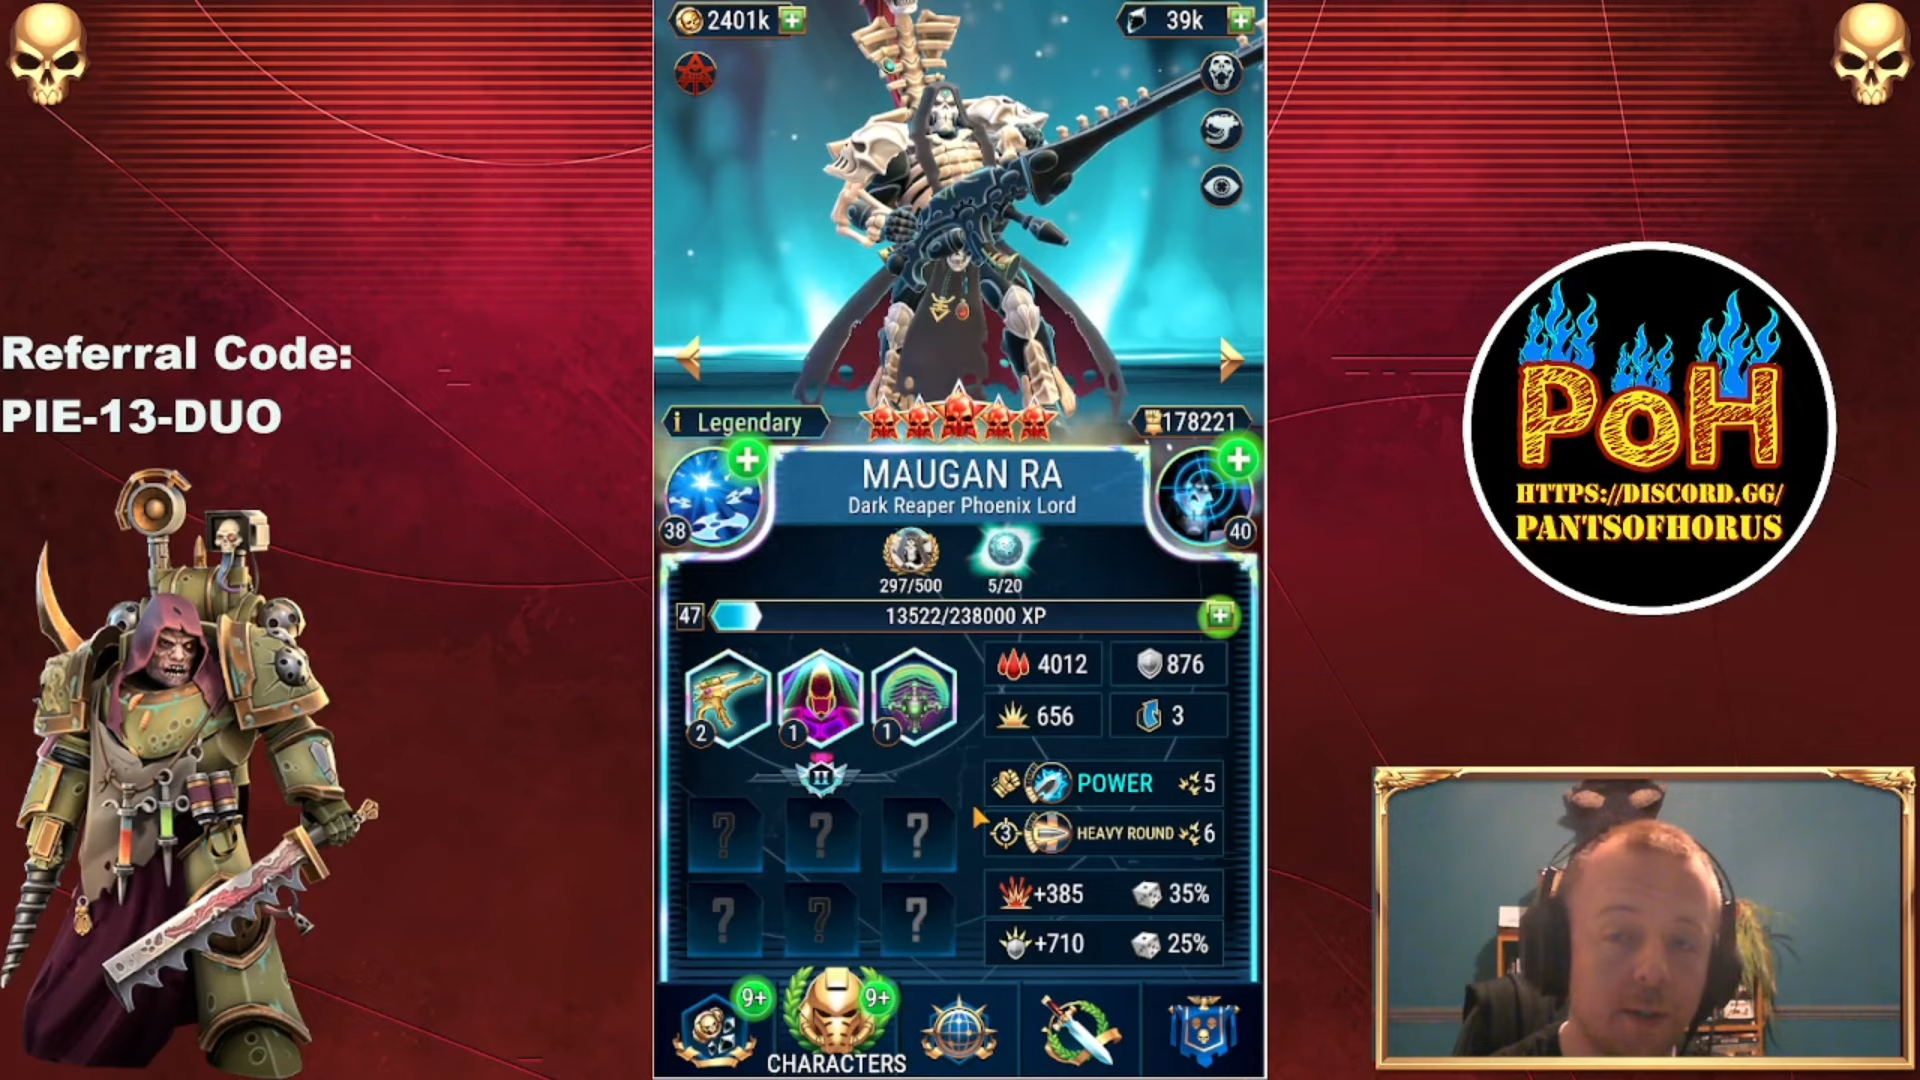 2401k
39k
Referral Code:
PIE-13-DUO
Legendary
178221
MAUGAN RA
Dark Reaper Phoenix Lord
38
40
297/500
5/20
47
13522/238000 XP
4012
876
656
3
2
1
1
II
POWER
5
3
HEAVY ROUND
6
? ? ?
? ? ?
+385
35%
+710
25%
9+
9+
CHARACTERS
PoH
HTTPS://DISCORD.GG/
PANTSOFHORUS